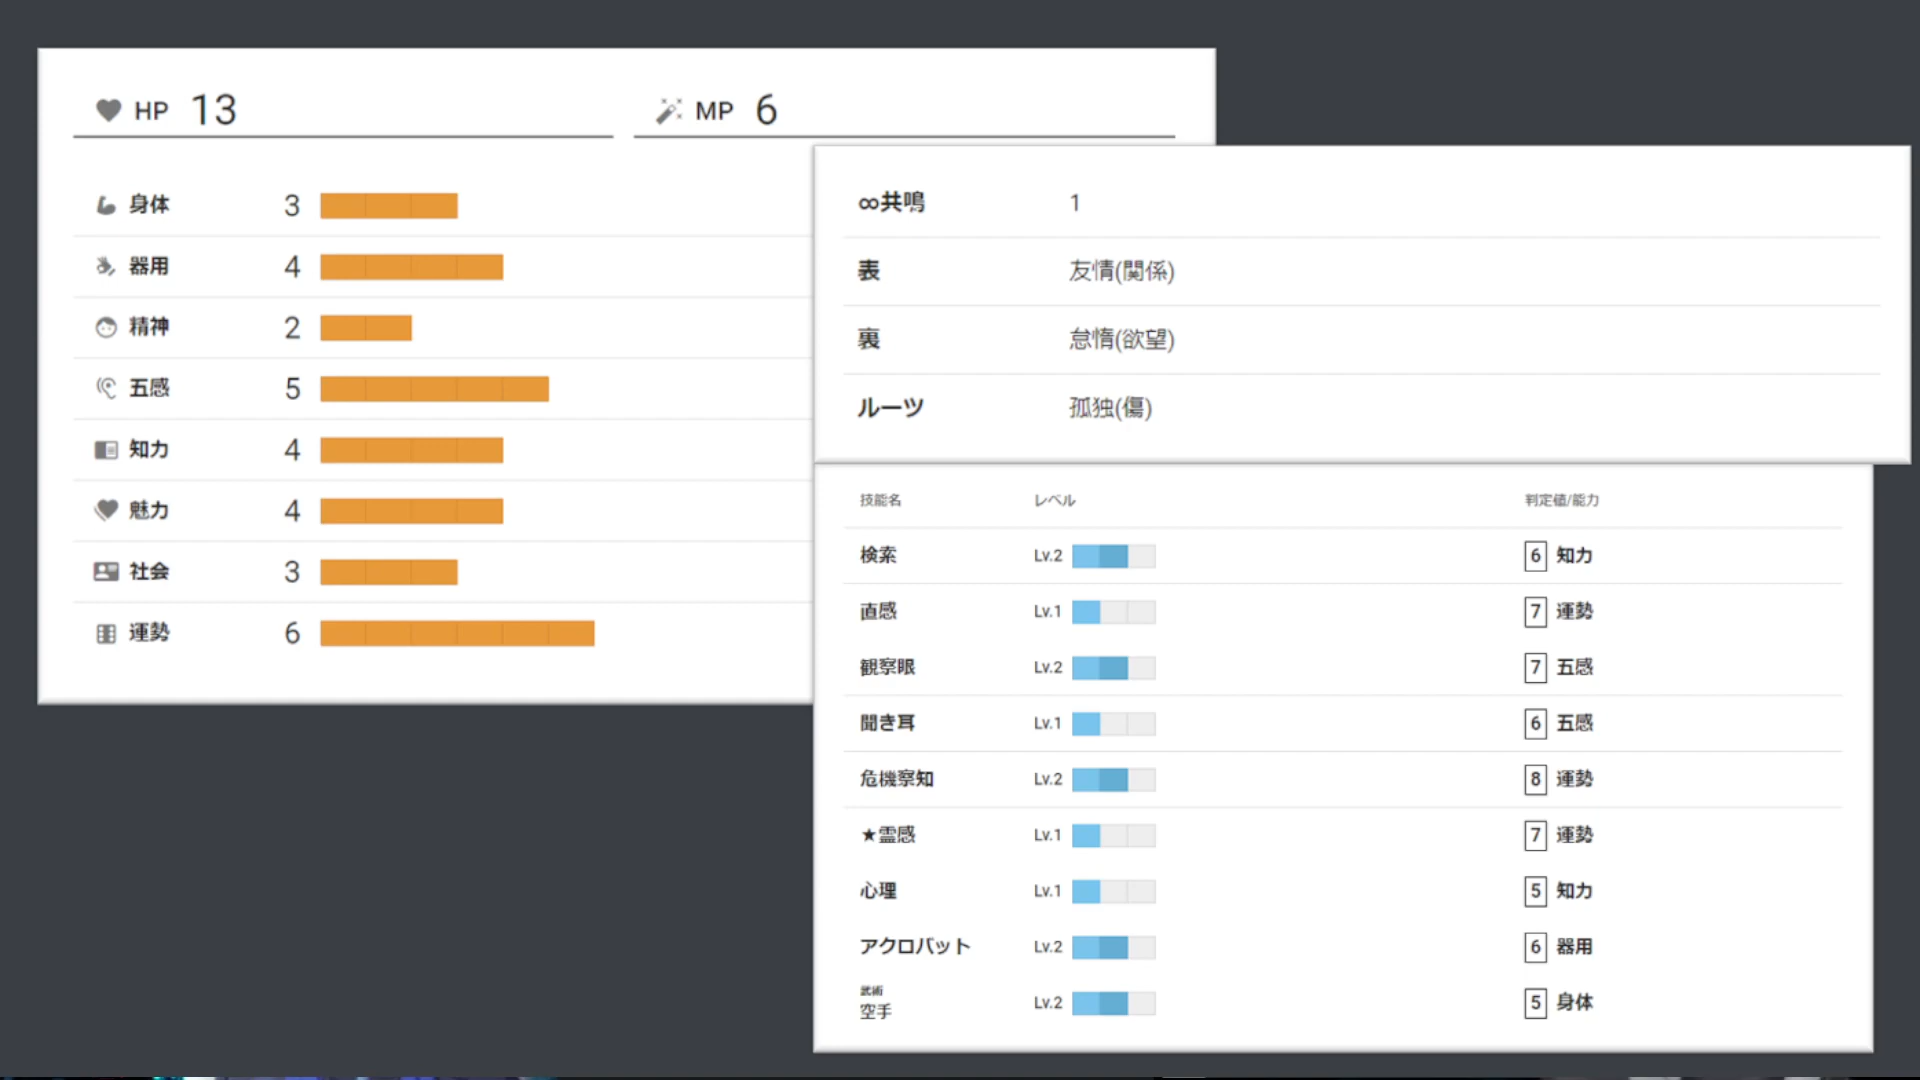 HP 13
MP 6
身体 3
器用 4
精神 2
五感 5
知力 4
魅力 4
社会 3
運勢 6
∞共鳴 1
表 友情(関係)
裏 怠惰(欲望)
ルーツ 孤独(傷)
技能名 レベル 判定値/能力
検索 Lv.2 6 知力
直感 Lv.1 7 運勢
観察眼 Lv.2 7 五感
聞き耳 Lv.1 6 五感
危機察知 Lv.2 8 運勢
★霊感 Lv.1 7 運勢
心理 Lv.1 5 知力
アクロバット Lv.2 6 器用
武術
空手 Lv.2 5 身体